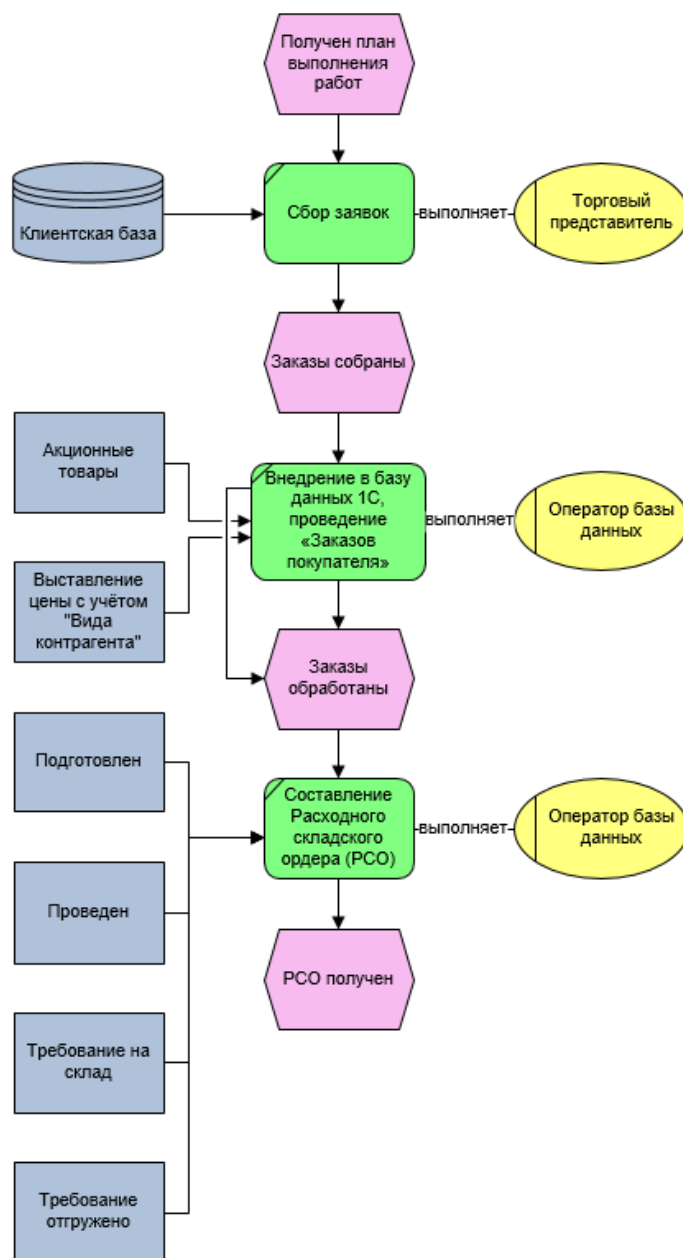 Получен план
выполнения
работ
Клиентская база
Сбор заявок
выполняет
Торговый
представитель
Заказы собраны
Акционные
товары
Внедрение в базу
данных 1С,
проведение
«Заказов
покупателя»
выполняет
Оператор базы
данных
Выставление
цены с учётом
"Вида
контрагента"
Заказы
обработаны
Подготовлен
Составление
Расходного
складского
ордера (РСО)
выполняет
Оператор базы
данных
Проведен
РСО получен
Требование на
склад
Требование
отгружено